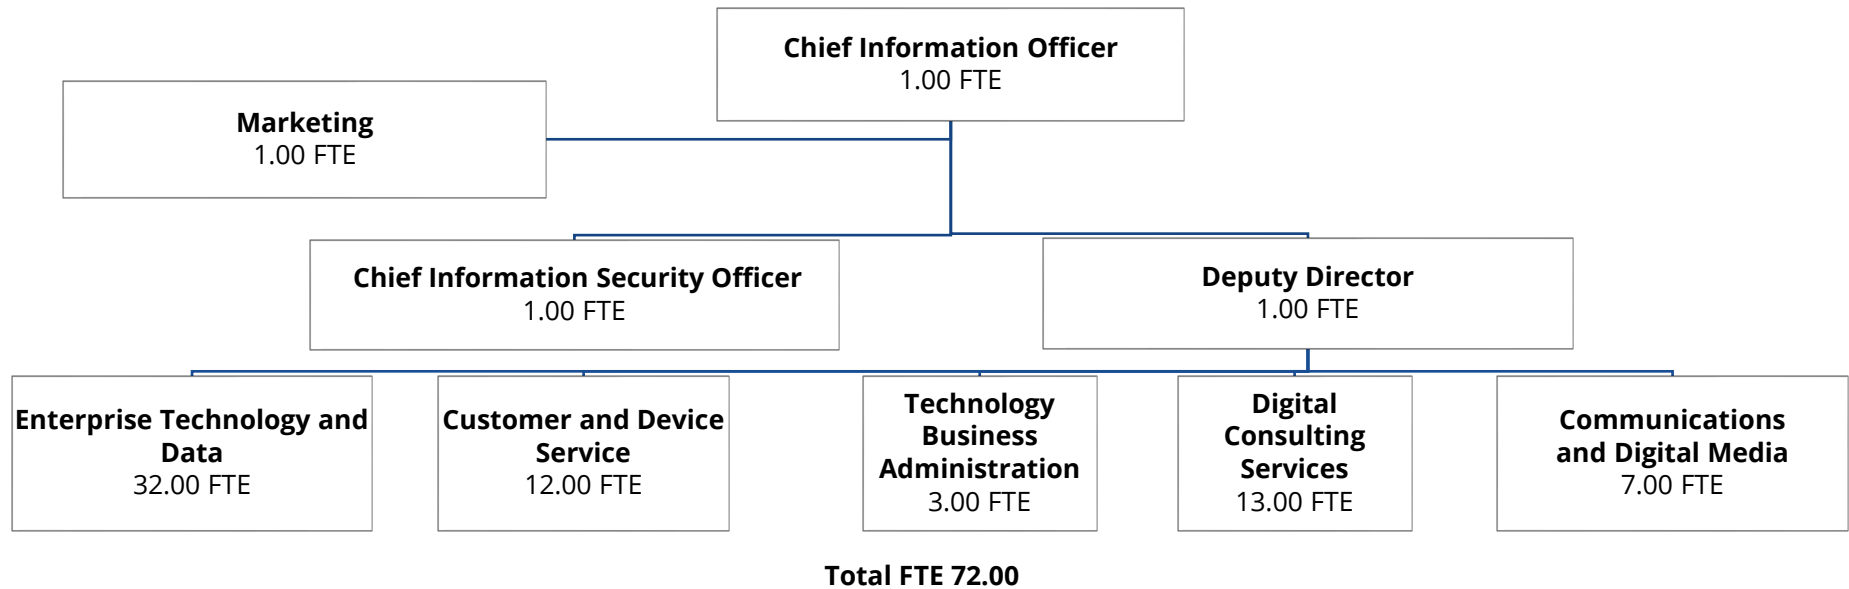 Chief Information Officer
1.00 FTE
Marketing
1.00 FTE
Chief Information Security Officer
1.00 FTE
Deputy Director
1.00 FTE
Enterprise Technology and
Data
32.00 FTE
Customer and Device
Service
12.00 FTE
Technology
Business
Administration
3.00 FTE
Digital
Consulting
Services
13.00 FTE
Communications
and Digital Media
7.00 FTE
Total FTE 72.00